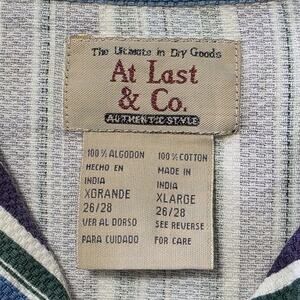 The Ultimate in Dry Goods
At Last
& Co.
AUTHENTIC STYLE
100% ALGODON
HECHO EN
INDIA
XGRANDE
26/28
VER AL DORSO
PARA CUIDADO
100% COTTON
MADE IN
INDIA
XLARGE
26/28
SEE REVERSE
FOR CARE